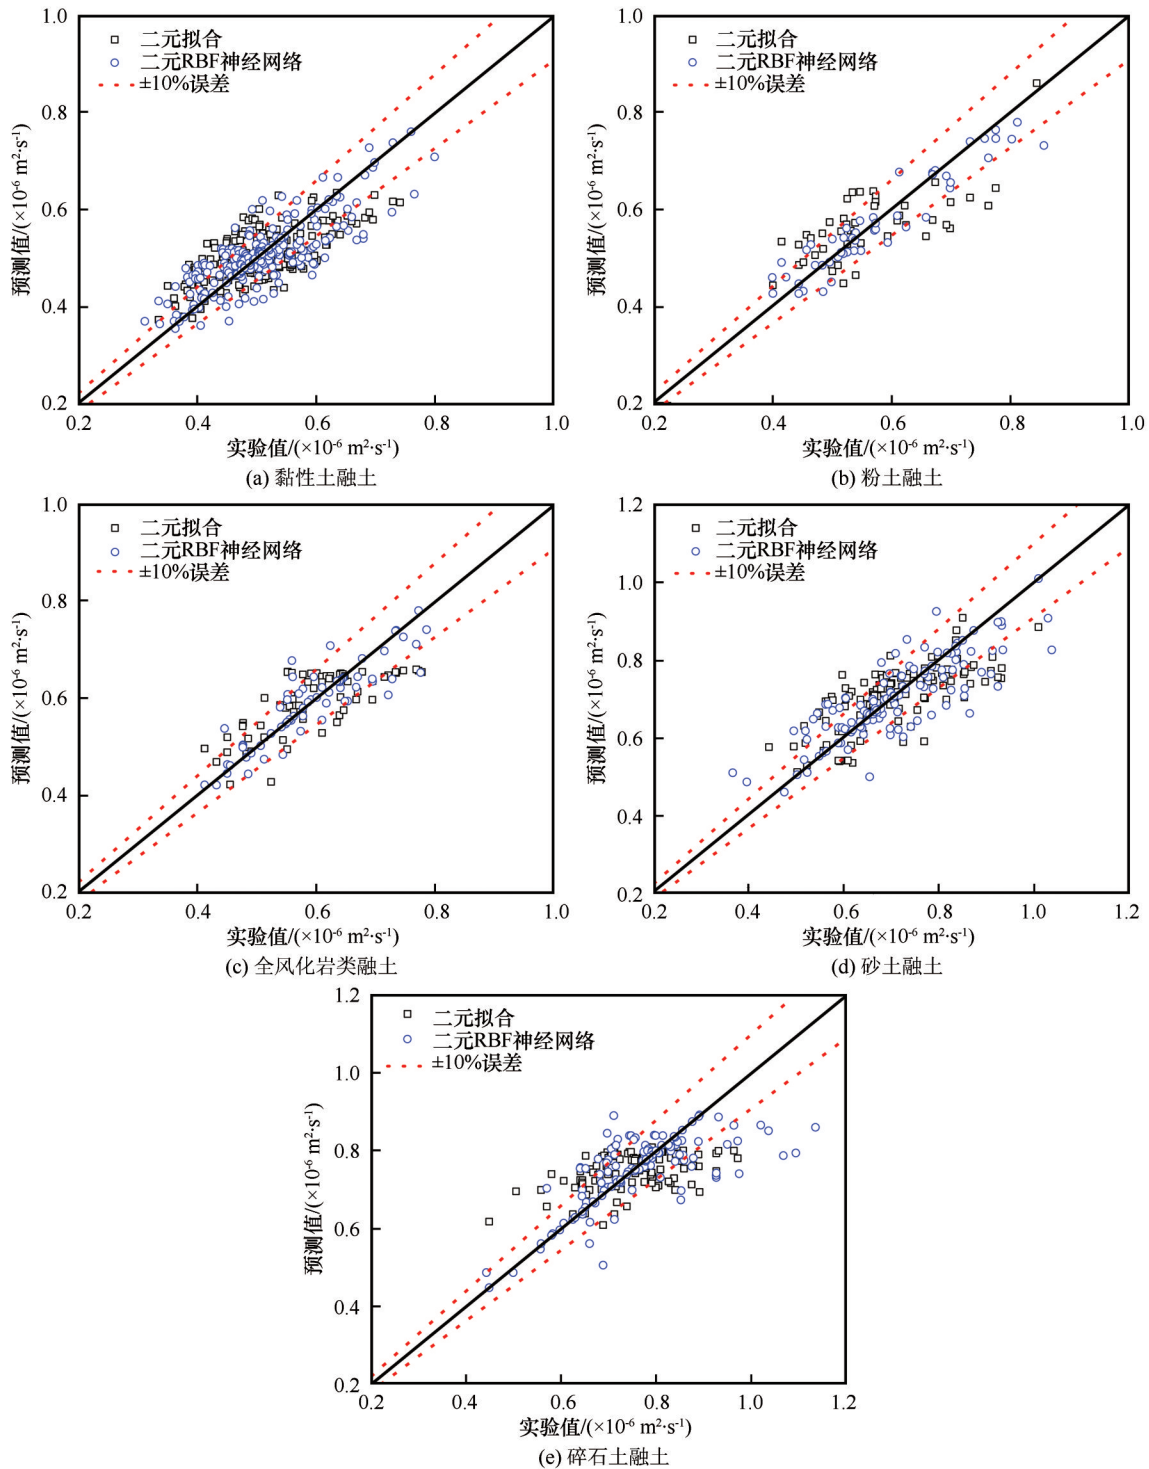 1.0
0.8
0.6
0.4
0.2
预测值/(×10⁻⁶ m²·s⁻¹)
二元拟合
二元RBF神经网络
±10%误差
0.2 0.4 0.6 0.8 1.0
实验值/(×10⁻⁶ m²·s⁻¹)
(a) 黏性土融土
1.0
0.8
0.6
0.4
0.2
预测值/(×10⁻⁶ m²·s⁻¹)
二元拟合
二元RBF神经网络
±10%误差
0.2 0.4 0.6 0.8 1.0
实验值/(×10⁻⁶ m²·s⁻¹)
(b) 粉土融土
1.0
0.8
0.6
0.4
0.2
预测值/(×10⁻⁶ m²·s⁻¹)
二元拟合
二元RBF神经网络
±10%误差
0.2 0.4 0.6 0.8 1.0
实验值/(×10⁻⁶ m²·s⁻¹)
(c) 全风化岩类融土
1.2
1.0
0.8
0.6
0.4
0.2
预测值/(×10⁻⁶ m²·s⁻¹)
二元拟合
二元RBF神经网络
±10%误差
0.2 0.4 0.6 0.8 1.0 1.2
实验值/(×10⁻⁶ m²·s⁻¹)
(d) 砂土融土
1.2
1.0
0.8
0.6
0.4
0.2
预测值/(×10⁻⁶ m²·s⁻¹)
二元拟合
二元RBF神经网络
±10%误差
0.2 0.4 0.6 0.8 1.0 1.2
实验值/(×10⁻⁶ m²·s⁻¹)
(e) 碎石土融土